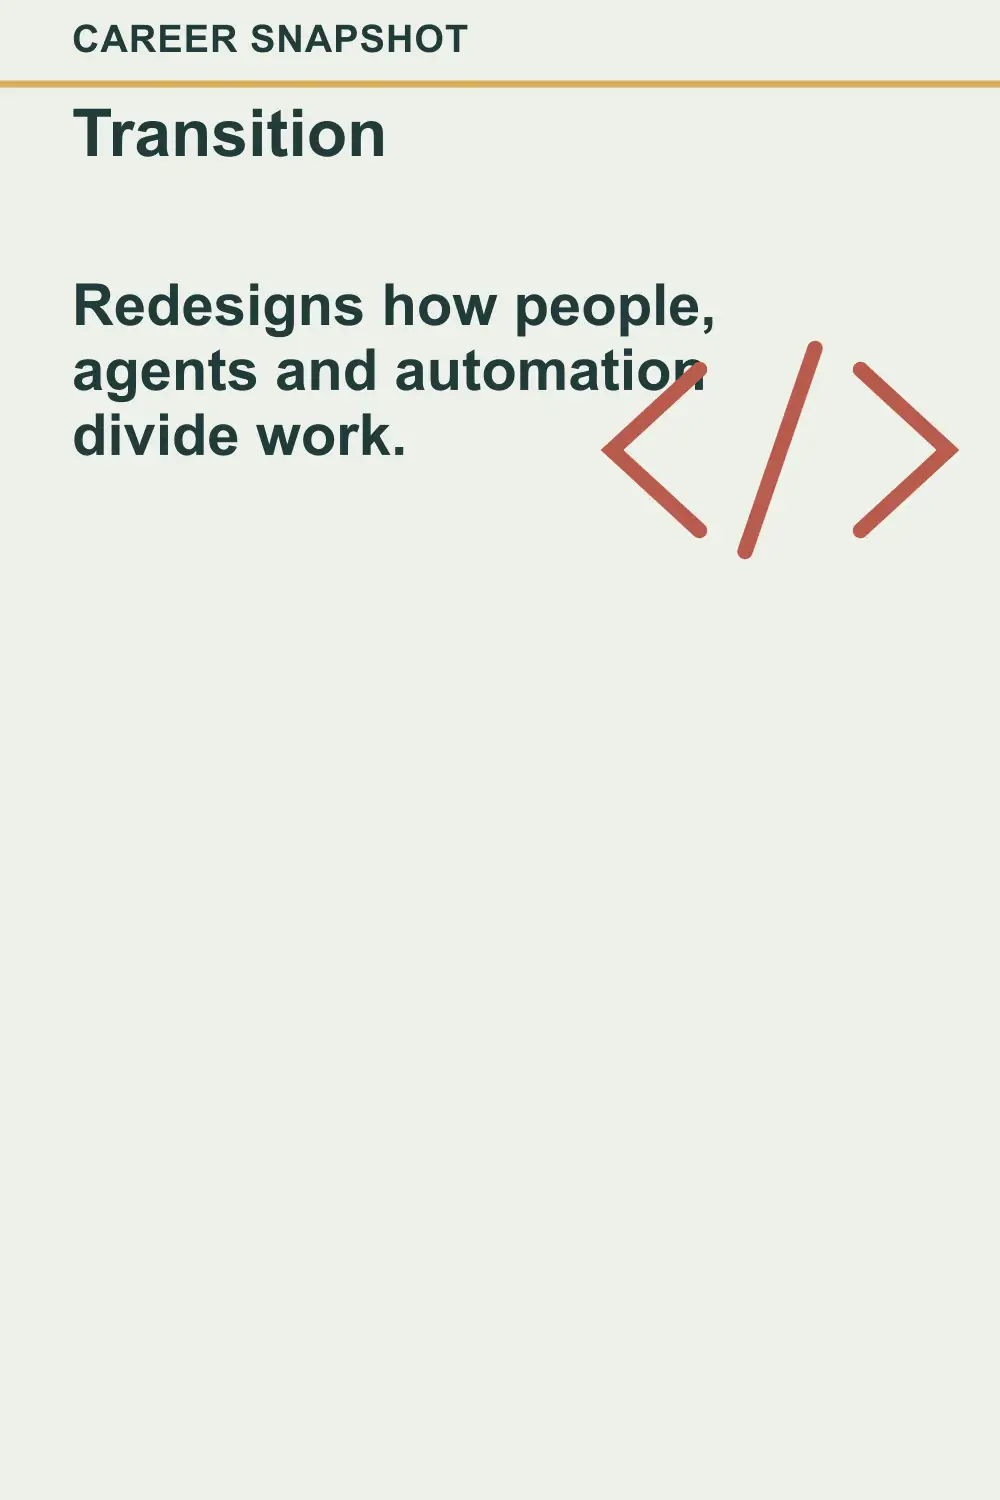 CAREER SNAPSHOT
Transition
Redesigns how people,
agents and automation
divide work.